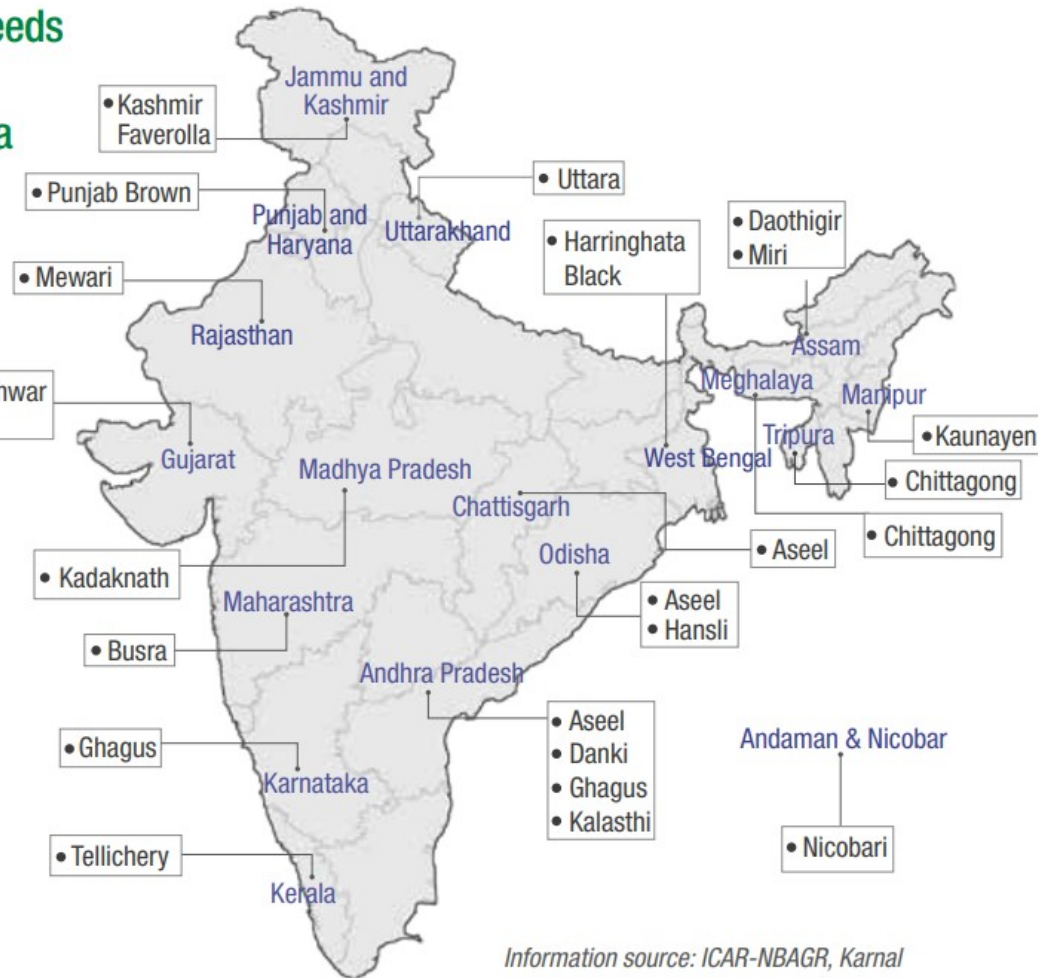 eeds
a
Jammu and
Kashmir
• Kashmir
Faverolla
• Uttara
• Punjab Brown
Punjab and
Haryana
Uttarakhand
• Harringhata
Black
• Daothigir
• Miri
• Mewari
Rajasthan
Assam
nwar
Meghalaya
Manipur
Gujarat
Madhya Pradesh
West Bengal
Tripura
• Kaunayen
Chattisgarh
• Chittagong
• Chittagong
• Aseel
Odisha
• Kadaknath
Maharashtra
• Aseel
• Hansli
• Busra
Andhra Pradesh
• Aseel
• Danki
• Ghagus
• Kalasthi
Andaman & Nicobar
• Ghagus
Karnataka
• Nicobari
• Tellichery
Kerala
Information source: ICAR-NBAGR, Karnal